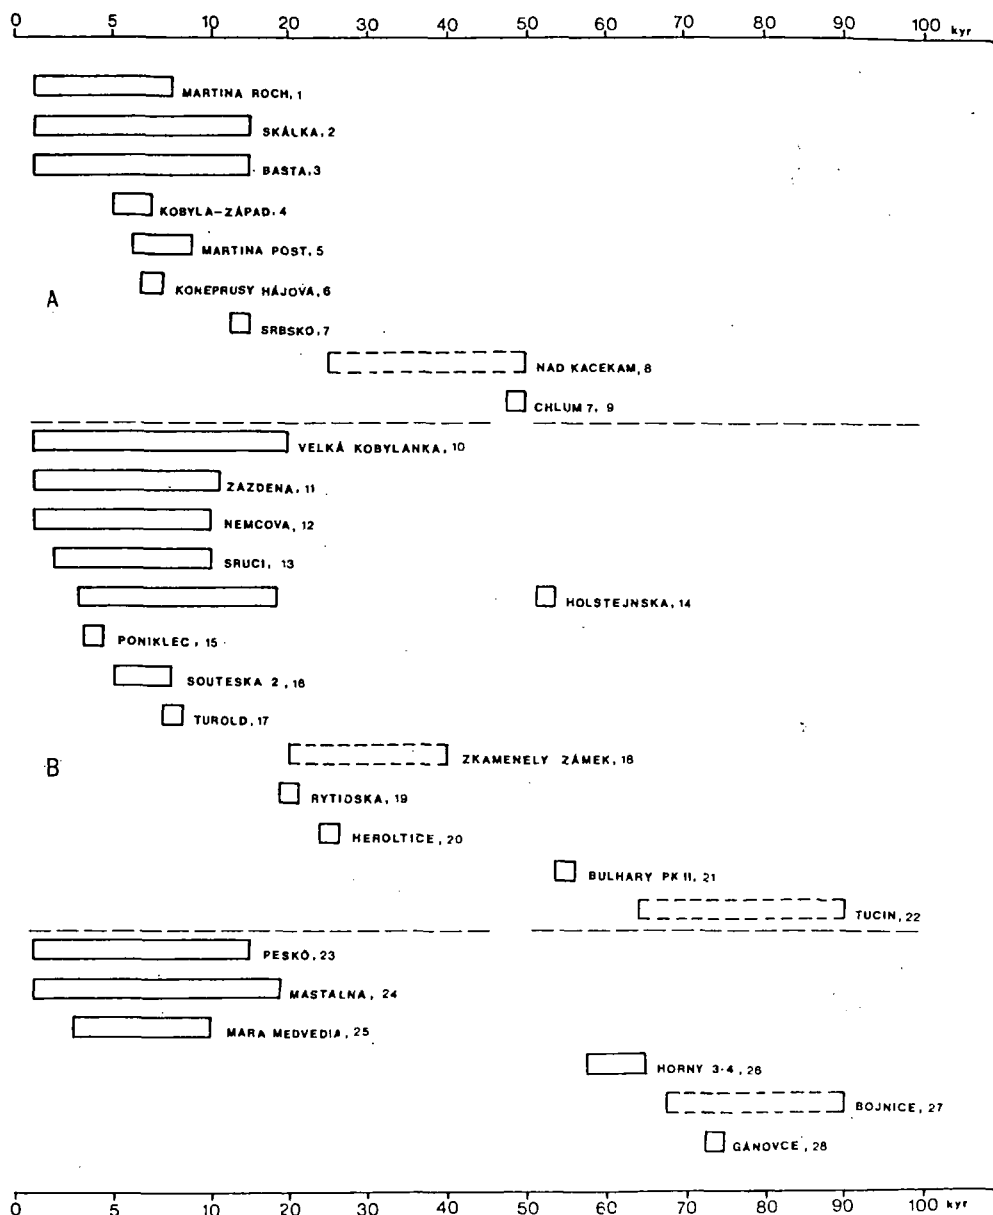 0 5 10 20 30 40 50 60 70 80 90 100 kyr
MARTINA ROCH, 1
SKÁLKA, 2
BASTA, 3
KOBYLA-ZÁPAD, 4
MARTINA POST, 5
KONEPRUSY HÁJOVA, 6
A
SRBSKO, 7
NAD KACEKAM, 8
CHLUM 7, 9
VELKÁ KOBYLANKA, 10
ZAZDENA, 11
NEMCOVA, 12
SRUCI, 13
HOLSTEJNSKA, 14
PONIKLEC, 15
SOUTESKA 2, 16
TUROLD, 17
B
ZKAMENELY ZÁMEK, 18
RYTIOSKA, 19
HEROLTICE, 20
BULHARY PK II, 21
TUCIN, 22
PESKÖ, 23
MASTALNA, 24
MARA MEDVEDIA, 25
HORNY 3-4, 26
BOJNICE, 27
GÁNOVCE, 28
0 5 10 20 30 40 50 60 70 80 90 100 kyr